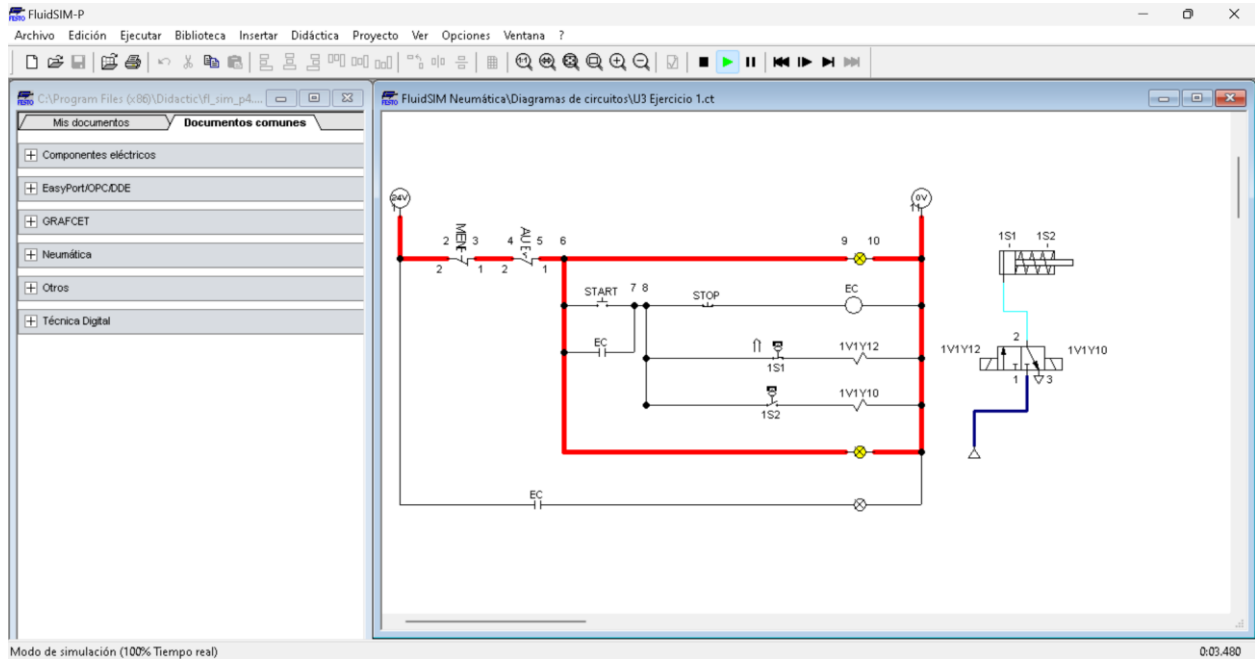 FluidSIM-P
Archivo Edición Ejecutar Biblioteca Insertar Didáctica Proyecto Ver Opciones Ventana ?
C:\Program Files (x86)\Didactic\fl_sim_p4....
Mis documentos Documentos comunes
Componentes eléctricos
EasyPort/OPC/DDE
GRAFCET
Neumática
Otros
Técnica Digital
FluidSIM Neumática\Diagramas de circuitos\U3 Ejercicio 1.ct
24V
1
0V
11
2 3 4 5 6 9 10
2 1 2 1
START 7 8 STOP EC
EC
1S1 1V1Y12
1S2 1V1Y10
EC
1S1 1S2
1V1Y12 2 1V1Y10
1 3
Modo de simulación (100% Tiempo real) 0:03.480